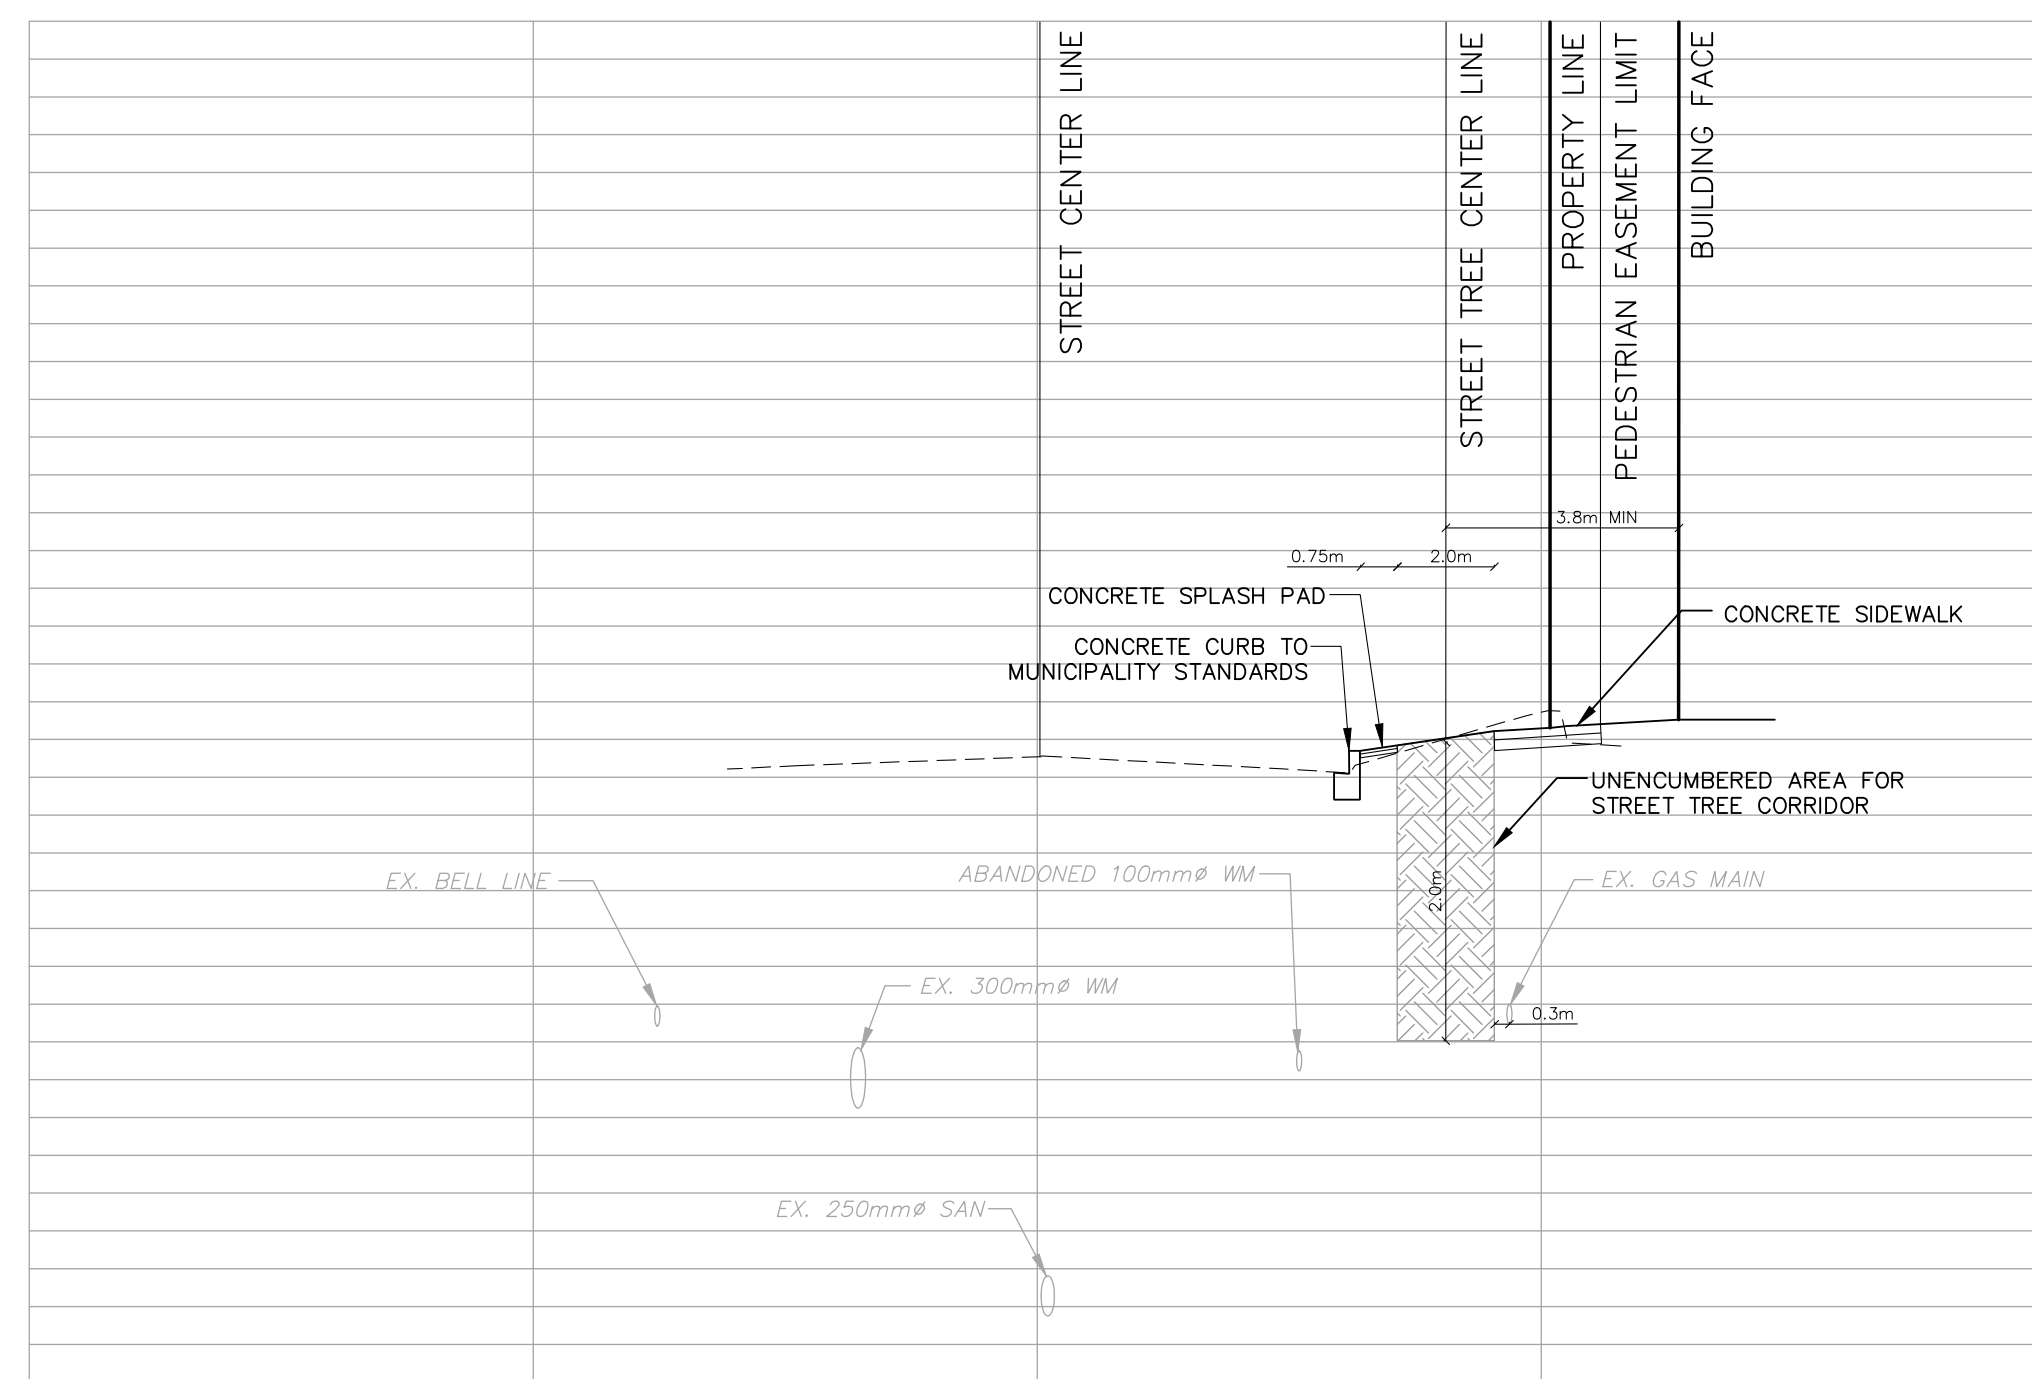 STREET CENTER LINE
STREET TREE CENTER LINE
PROPERTY LINE
PEDESTRIAN EASEMENT LIMIT
BUILDING FACE
3.8m MIN
0.75m
2.0m
CONCRETE SPLASH PAD
CONCRETE SIDEWALK
CONCRETE CURB TO
MUNICIPALITY STANDARDS
UNENCUMBERED AREA FOR
STREET TREE CORRIDOR
EX. BELL LINE
ABANDONED 100mmø WM
2.0m
EX. GAS MAIN
EX. 300mmø WM
0.3m
EX. 250mmø SAN